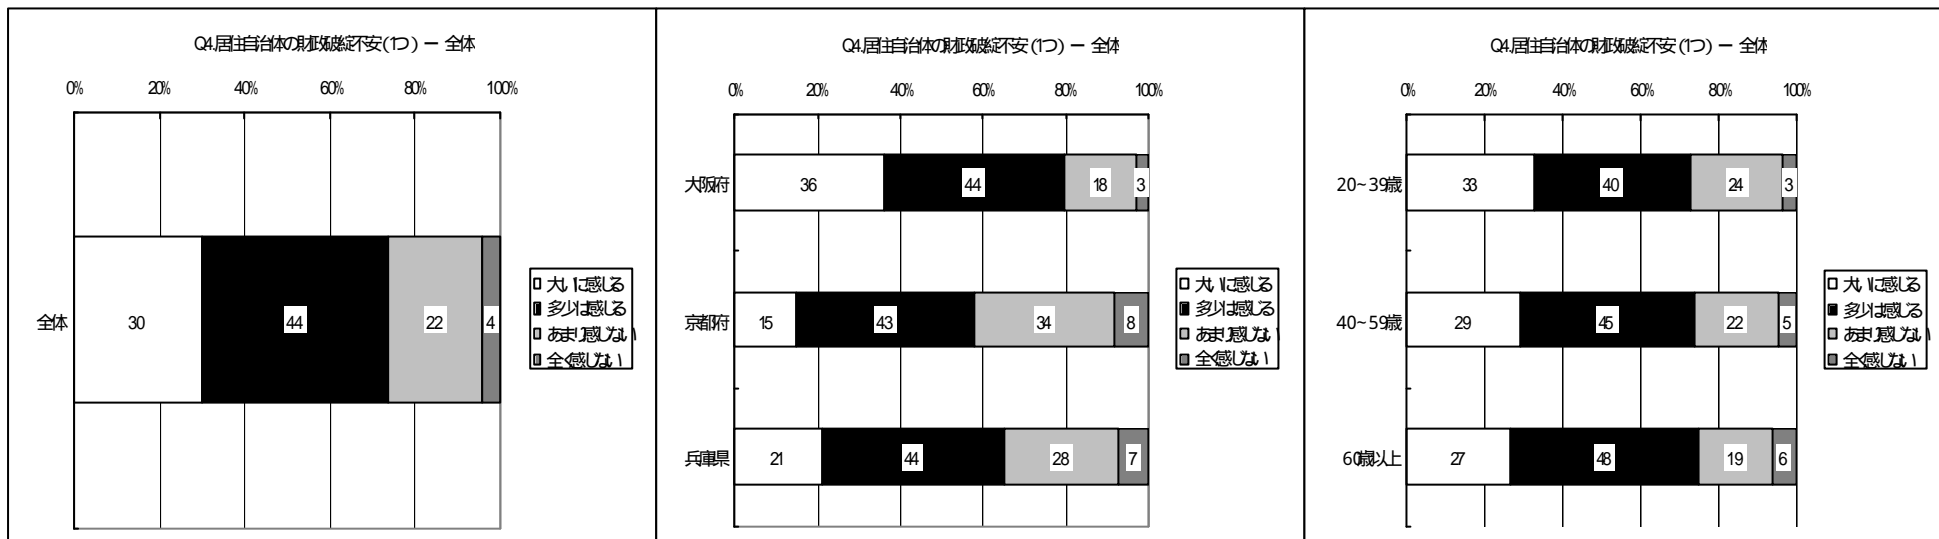 Q4.居住自治体の財政破綻不安(1つ) ー 全体
0% 20% 40% 60% 80% 100%
全体 30 44 22 4
大いに感じる
多少は感じる
あまり感じない
全く感じない
Q4.居住自治体の財政破綻不安(1つ) ー 全体
0% 20% 40% 60% 80% 100%
大阪府 36 44 18 3
京都府 15 43 34 8
兵庫県 21 44 28 7
大いに感じる
多少は感じる
あまり感じない
全く感じない
Q4.居住自治体の財政破綻不安(1つ) ー 全体
0% 20% 40% 60% 80% 100%
20~39歳 33 40 24 3
40~59歳 29 45 22 5
60歳以上 27 48 19 6
大いに感じる
多少は感じる
あまり感じない
全く感じない